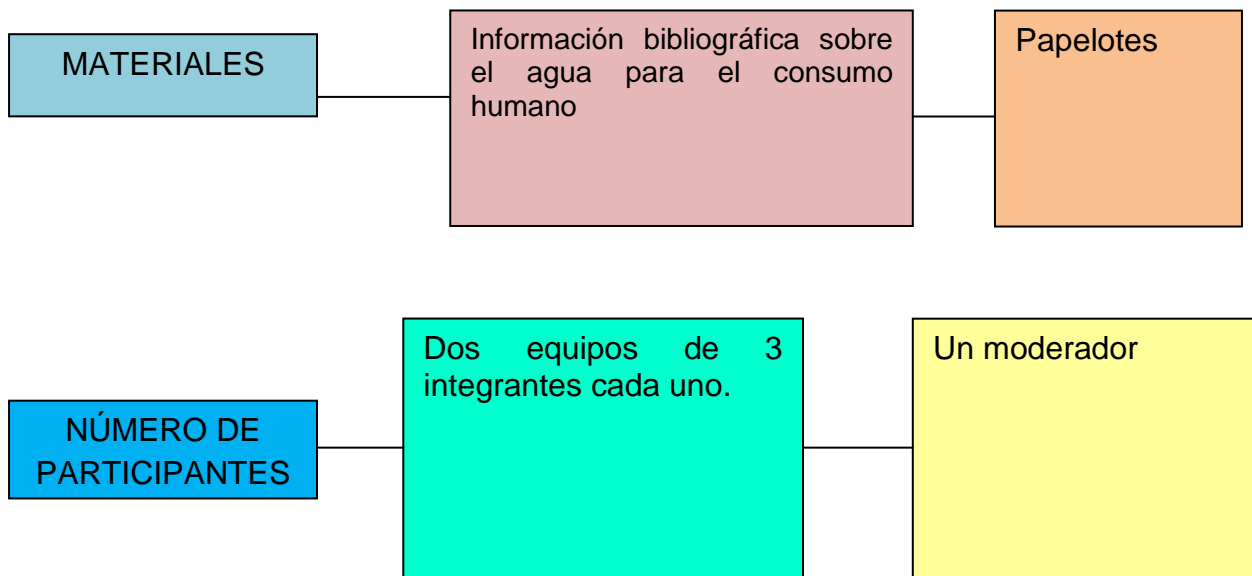 MATERIALES
Información bibliográfica sobre
el agua para el consumo
humano
Papelotes
NÚMERO DE
PARTICIPANTES
Dos equipos de 3
integrantes cada uno.
Un moderador